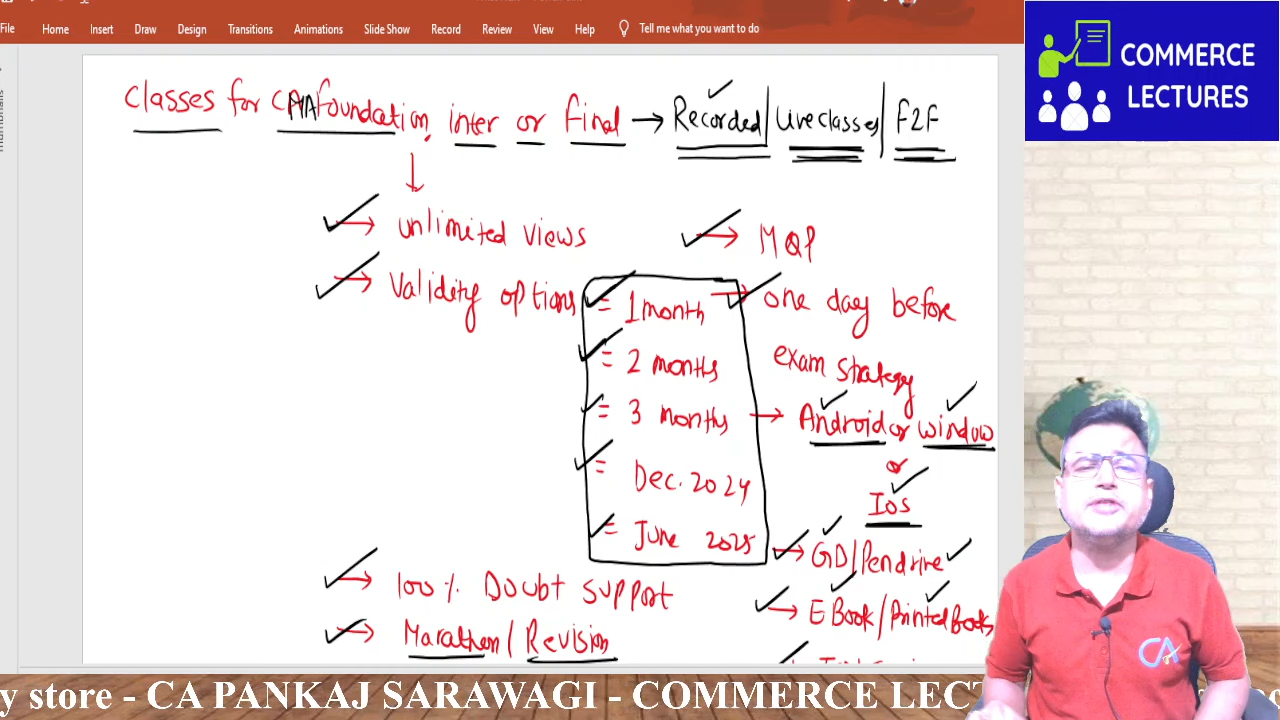 File Home Insert Draw Design Transitions Animations Slide Show Record Review View Help Tell me what you want to do
COMMERCE
LECTURES
Classes for CMA foundation, inter or final → Recorded | Live classes | F2F
→ unlimited views
→ Validity options
= 1 month
= 2 months
= 3 months
= Dec. 2024
= June 2025
→ 100% Doubt support
→ Marathon / Revision
→ MQP
→ one day before
exam strategy
→ Android or window
or
Ios
→ GD/Pendrive
→ E Book/Printed Books
CA
y store - CA PANKAJ SARAWAGI - COMMERCE LECT